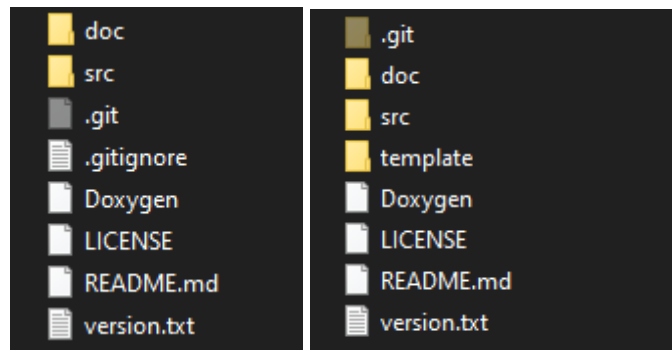 doc
src
.git
.gitignore
Doxygen
LICENSE
README.md
version.txt
.git
doc
src
template
Doxygen
LICENSE
README.md
version.txt